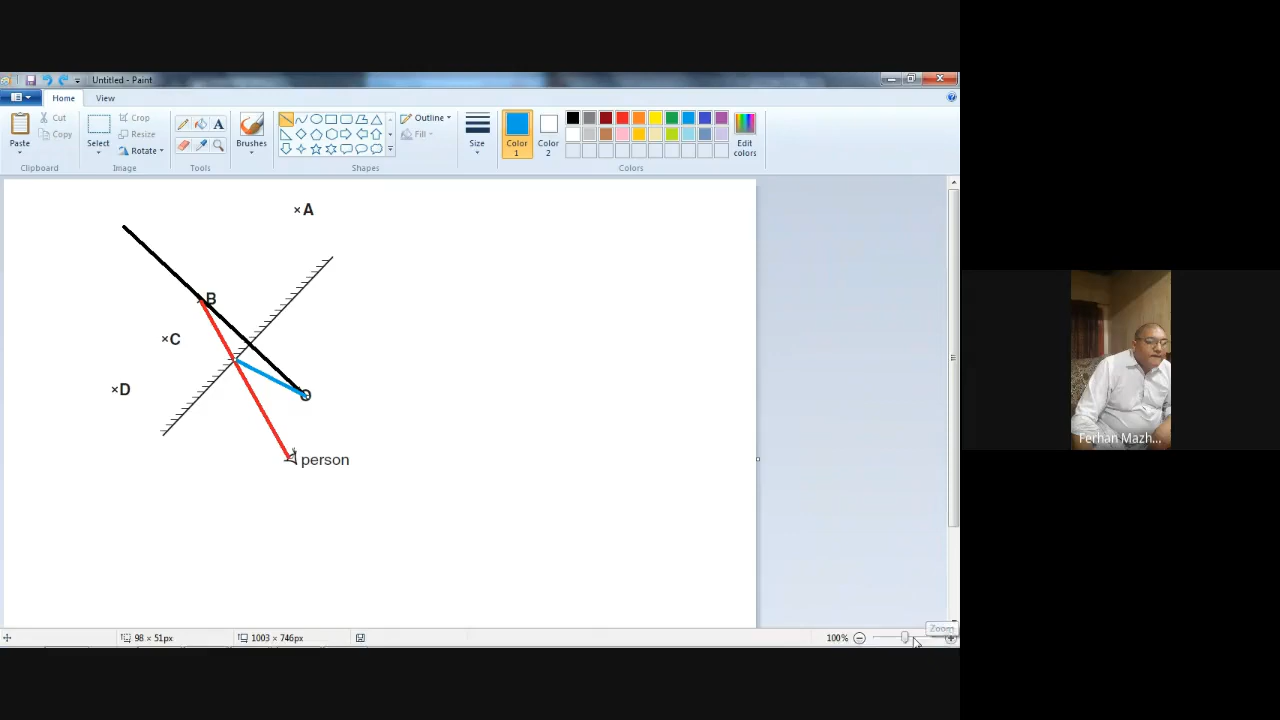 Untitled - Paint
Home View
Paste
Cut
Copy
Clipboard
Select
Crop
Resize
Rotate
Image
A
Tools
Brushes
Outline
Fill
Shapes
Size
Color 1
Color 2
Edit colors
Colors
×A
B
×C
×D
O
person
98 × 51px
1003 × 746px
100%
Zoom
Ferhan Mazh...